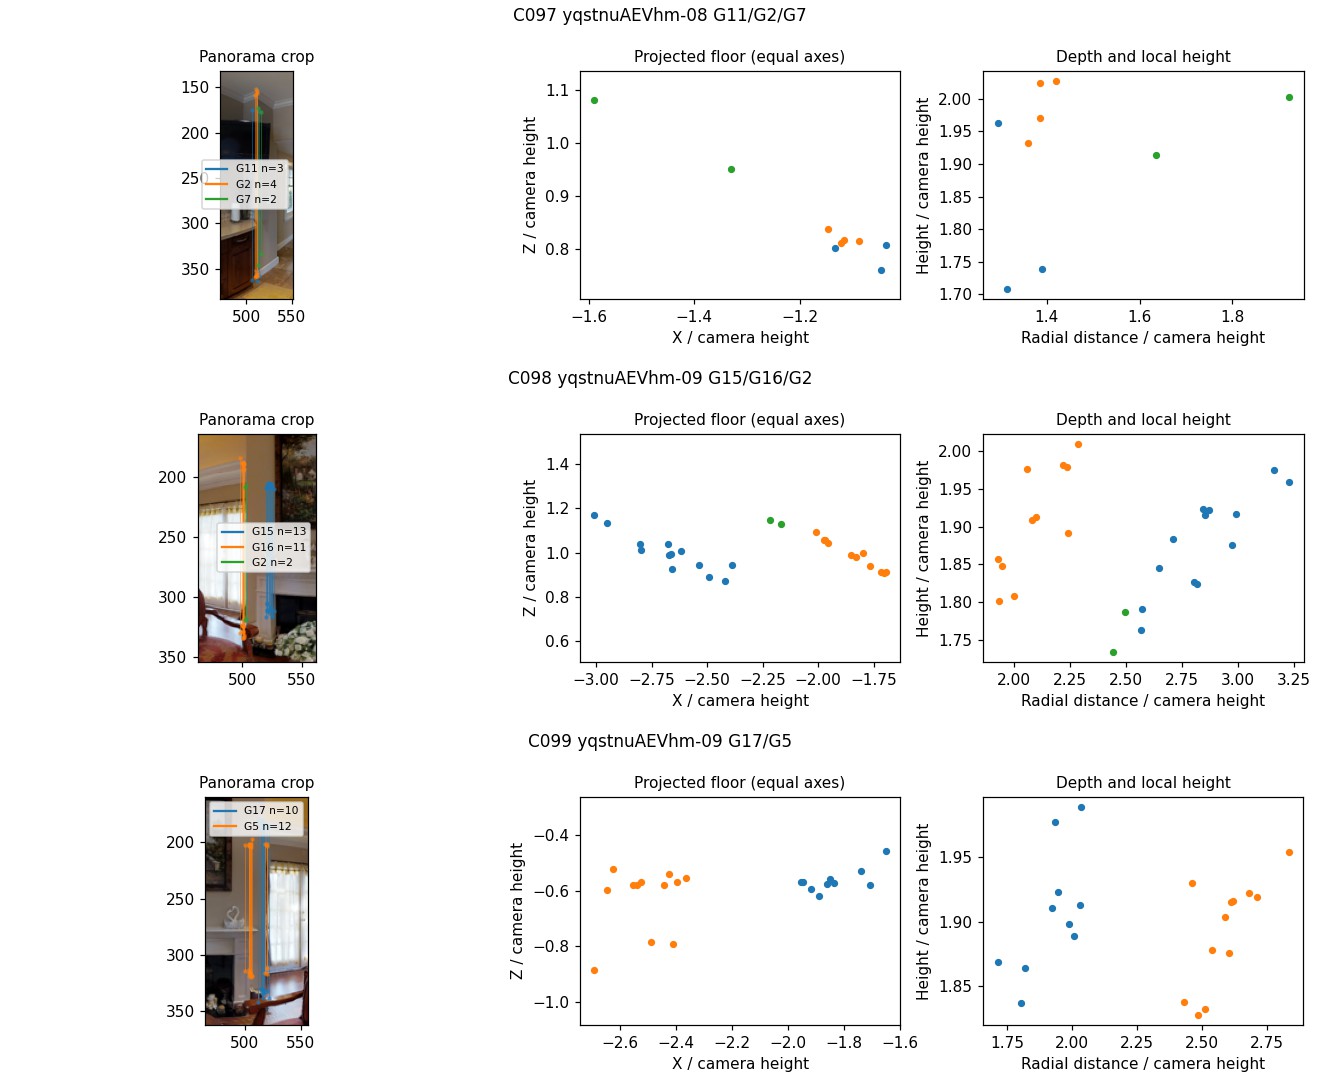 C097 yqstnuAEVhm-08 G11/G2/G7
Panorama crop
150
200
250
300
350
500
550
G11 n=3
G2 n=4
G7 n=2
Projected floor (equal axes)
Z / camera height
1.1
1.0
0.9
0.8
−1.6
−1.4
−1.2
X / camera height
Depth and local height
Height / camera height
2.00
1.95
1.90
1.85
1.80
1.75
1.70
1.4
1.6
1.8
Radial distance / camera height
C098 yqstnuAEVhm-09 G15/G16/G2
Panorama crop
200
250
300
350
500
550
G15 n=13
G16 n=11
G2 n=2
Projected floor (equal axes)
Z / camera height
1.4
1.2
1.0
0.8
0.6
−3.00
−2.75
−2.50
−2.25
−2.00
−1.75
X / camera height
Depth and local height
Height / camera height
2.00
1.95
1.90
1.85
1.80
1.75
2.00
2.25
2.50
2.75
3.00
3.25
Radial distance / camera height
C099 yqstnuAEVhm-09 G17/G5
Panorama crop
200
250
300
350
500
550
G17 n=10
G5 n=12
Projected floor (equal axes)
Z / camera height
−0.4
−0.6
−0.8
−1.0
−2.6
−2.4
−2.2
−2.0
−1.8
−1.6
X / camera height
Depth and local height
Height / camera height
1.95
1.90
1.85
1.75
2.00
2.25
2.50
2.75
Radial distance / camera height